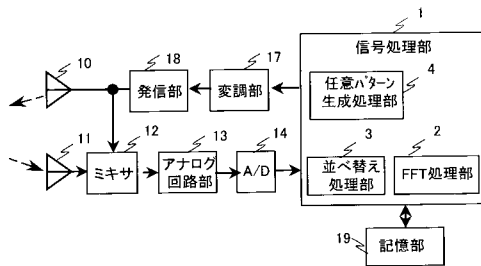 1
信号処理部
10
18
17
4
発信部
変調部
任意パターン
生成処理部
11
12
13
14
3
2
ミキサ
アナログ
回路部
A/D
並べ替え
処理部
FFT処理部
19
記憶部